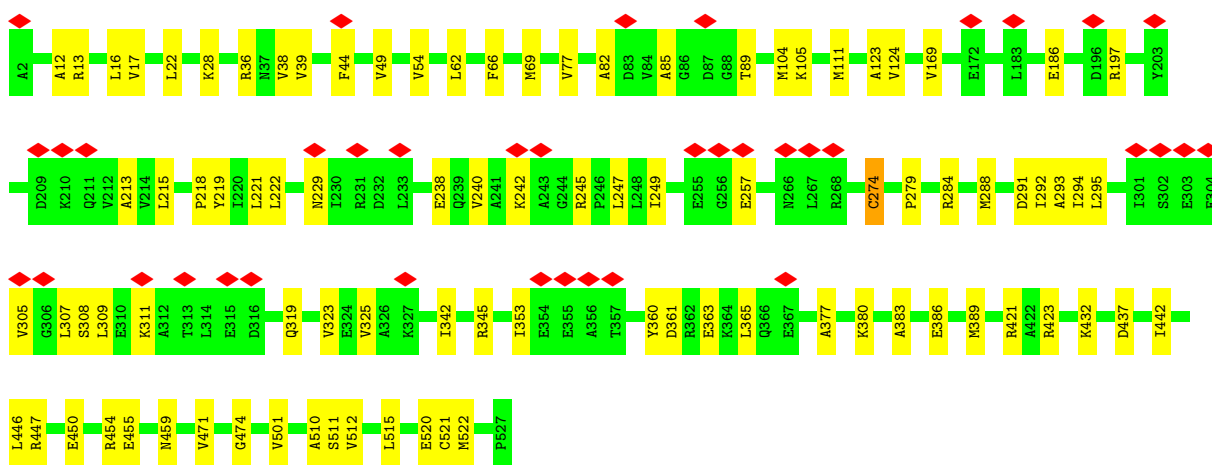 A2 A12 R13 L16 V17 L22 K28 R36 N37 V38 V39 F44 V49 V54 L62 F66 M69 V77 A82 D83 V84 A85 G86 D87 G88 T89 M104 K105 M111 A123 V124 V169 E172 L183 E186 D196 R197 Y203
D209 K210 Q211 V212 A213 V214 L215 P218 Y219 I220 L221 L222 N229 I230 R231 D232 L233 E238 Q239 V240 A241 K242 A243 G244 R245 P246 L247 L248 I249 E255 G256 E257 N266 L267 R268 C274 P279 R284 M288 D291 I292 A293 I294 L295 I301 S302 E303 E304
V305 G306 L307 S308 L309 E310 K311 A312 T313 L314 E315 D316 Q319 V323 E324 V325 A326 K327 I342 R345 I353 E354 E355 A356 T357 Y360 D361 R362 E363 K364 L365 Q366 E367 A377 K380 A383 E386 M389 R421 A422 R423 K432 D437 I442
L446 R447 E450 R454 E455 N459 V471 G474 V501 A510 S511 V512 L515 E520 C521 M522 P527